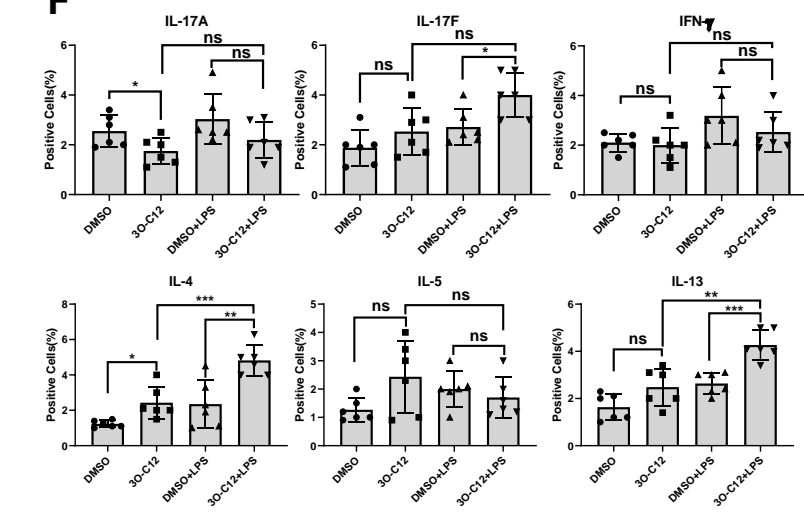 F
IL-17A
IL-17F
IFN-γ
Positive Cells(%)
6
4
2
0
*
ns
ns
DMSO
3O-C12
DMSO+LPS
3O-C12+LPS
Positive Cells(%)
6
4
2
0
ns
*
ns
DMSO
3O-C12
DMSO+LPS
3O-C12+LPS
Positive Cells(%)
6
4
2
0
ns
ns
ns
DMSO
3O-C12
DMSO+LPS
3O-C12+LPS
IL-4
IL-5
IL-13
Positive Cells(%)
8
6
4
2
0
*
***
**
DMSO
3O-C12
DMSO+LPS
3O-C12+LPS
Positive Cells(%)
5
4
3
2
1
0
ns
ns
ns
DMSO
3O-C12
DMSO+LPS
3O-C12+LPS
Positive Cells(%)
6
4
2
0
ns
**
***
DMSO
3O-C12
DMSO+LPS
3O-C12+LPS